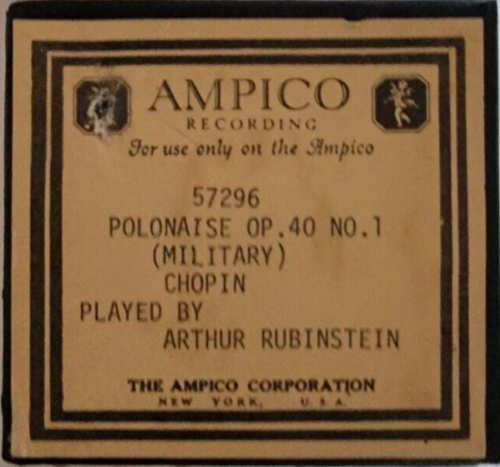 AMPICO
RECORDING
For use only on the Ampico
57296
POLONAISE OP.40 NO.1
(MILITARY)
CHOPIN
PLAYED BY
ARTHUR RUBINSTEIN
THE AMPICO CORPORATION
NEW YORK, U.S.A.